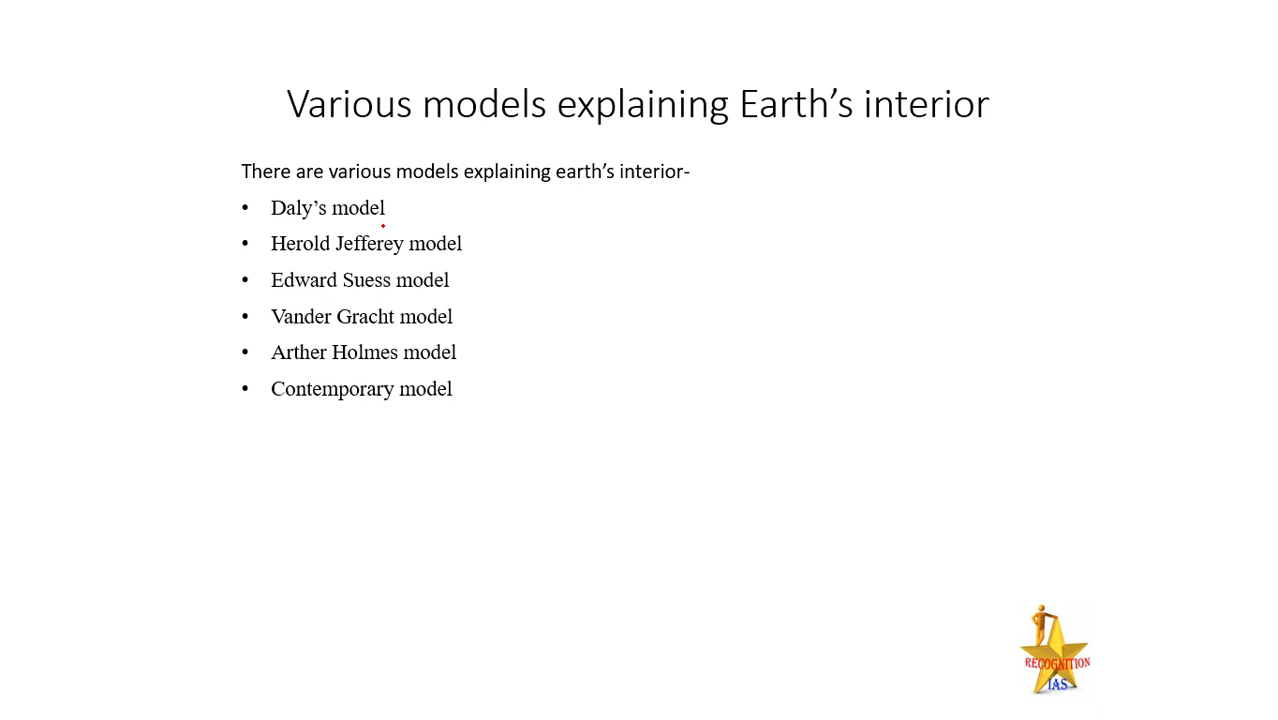 Various models explaining Earth's interior
There are various models explaining earth's interior-
• Daly's model
• Herold Jefferey model
• Edward Suess model
• Vander Gracht model
• Arther Holmes model
• Contemporary model
RECOGNITION
IAS